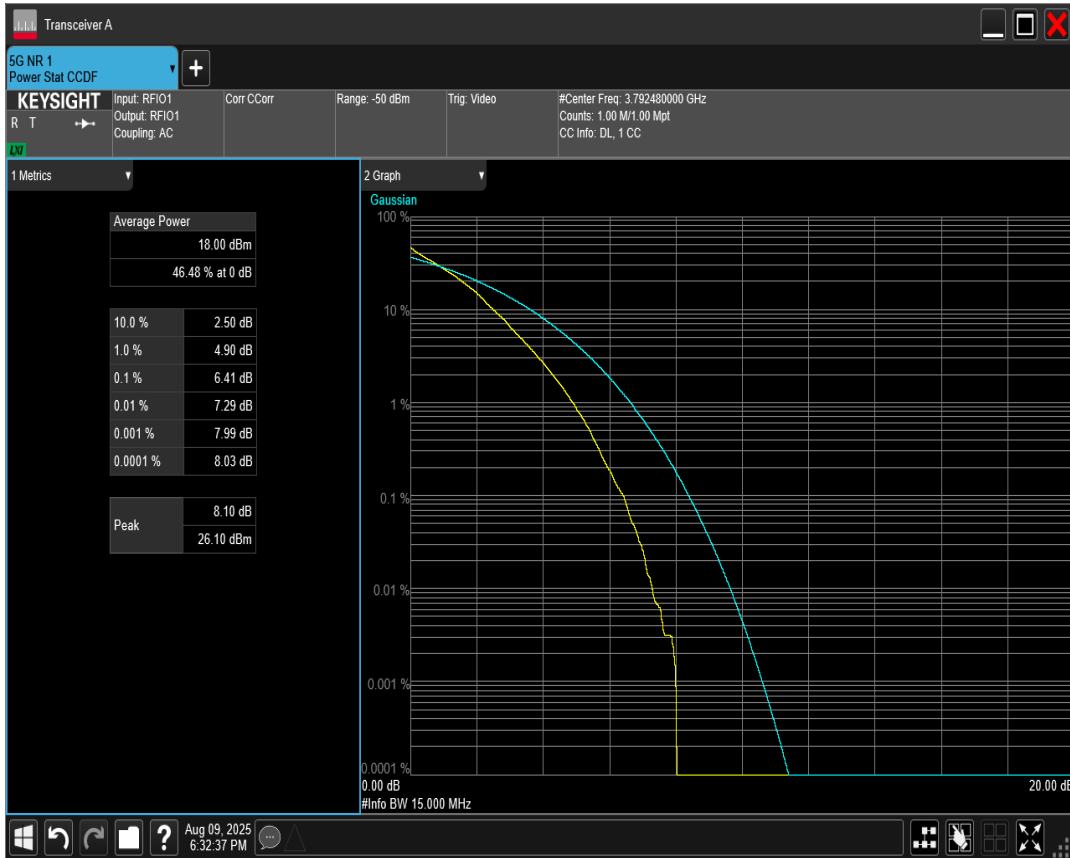 Transceiver A
5G NR 1
Power Stat CCDF
+
KEYSIGHT
R T
LXI
Input: RFIO1
Output: RFIO1
Coupling: AC
Corr CCorr
Range: -50 dBm
Trig: Video
#Center Freq: 3.792480000 GHz
Counts: 1.00 M/1.00 Mpt
CC Info: DL, 1 CC
1 Metrics
Average Power
18.00 dBm
46.48 % at 0 dB
10.0 % 2.50 dB
1.0 % 4.90 dB
0.1 % 6.41 dB
0.01 % 7.29 dB
0.001 % 7.99 dB
0.0001 % 8.03 dB
Peak 8.10 dB
26.10 dBm
2 Graph
Gaussian
100 %
10 %
1 %
0.1 %
0.01 %
0.001 %
0.0001 %
0.00 dB 20.00 dB
#Info BW 15.000 MHz
? Aug 09, 2025
6:32:37 PM